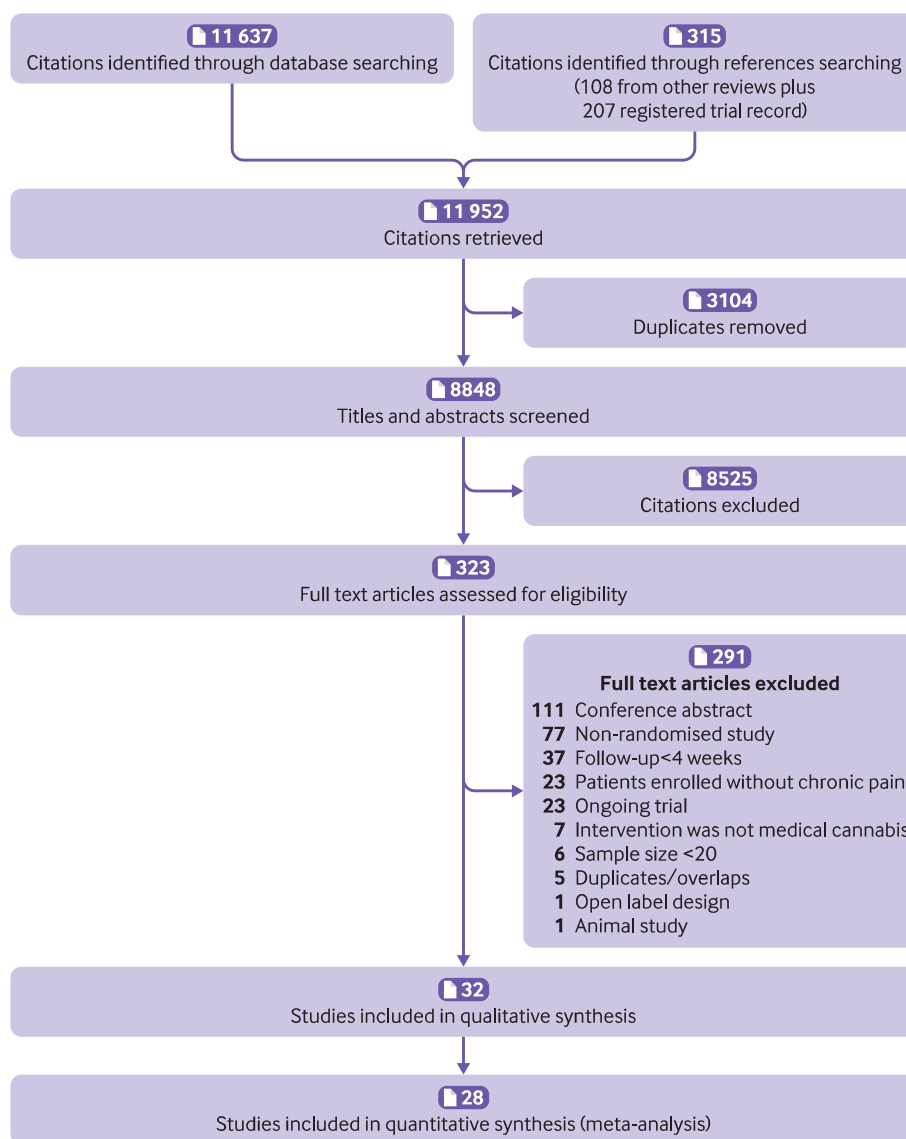 11 637
Citations identified through database searching
315
Citations identified through references searching
(108 from other reviews plus
207 registered trial record)
11 952
Citations retrieved
3104
Duplicates removed
8848
Titles and abstracts screened
8525
Citations excluded
323
Full text articles assessed for eligibility
291
Full text articles excluded
111 Conference abstract
77 Non-randomised study
37 Follow-up<4 weeks
23 Patients enrolled without chronic pain
23 Ongoing trial
7 Intervention was not medical cannabis
6 Sample size <20
5 Duplicates/overlaps
1 Open label design
1 Animal study
32
Studies included in qualitative synthesis
28
Studies included in quantitative synthesis (meta-analysis)